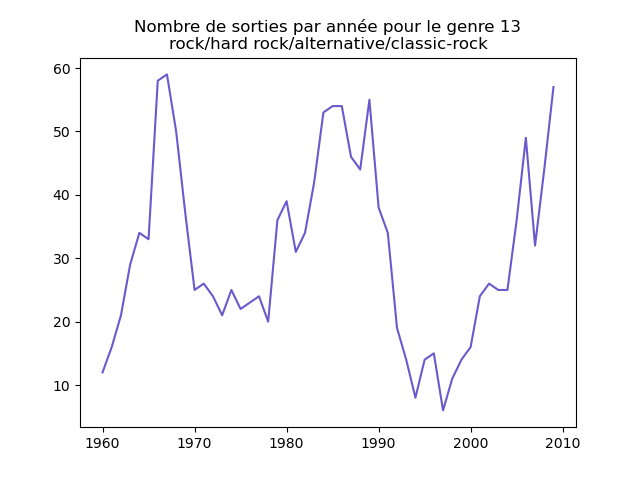 Nombre de sorties par année pour le genre 13
rock/hard rock/alternative/classic-rock
60
50
40
30
20
10
1960 1970 1980 1990 2000 2010